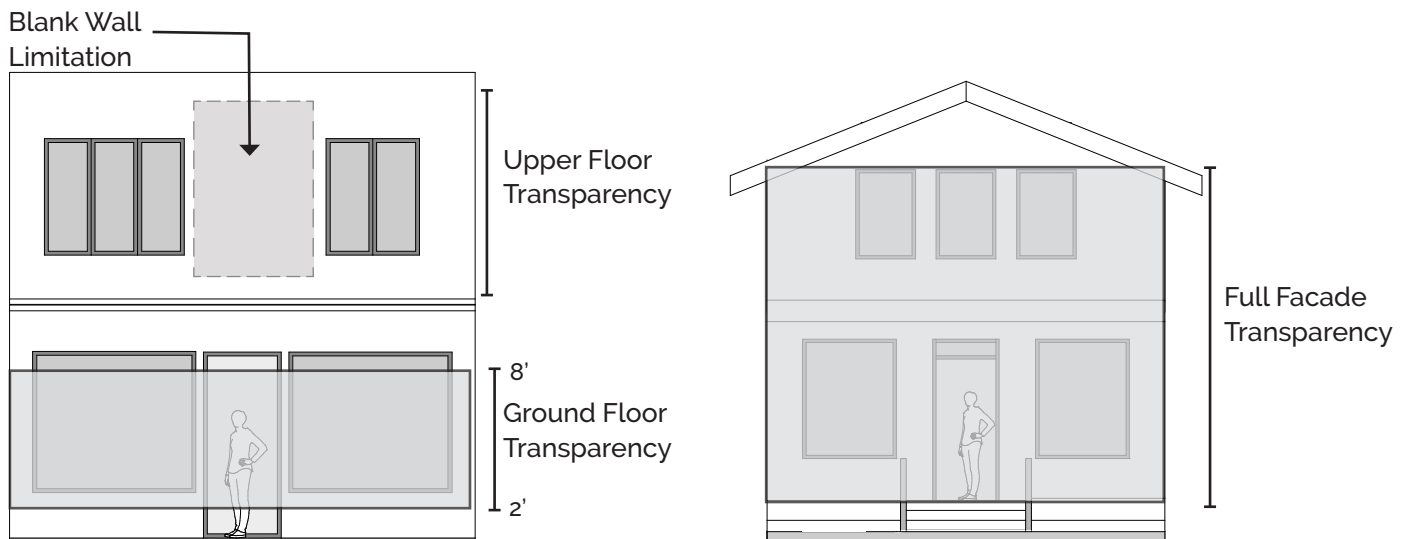 Blank Wall
Limitation
Upper Floor
Transparency
8’
Ground Floor
Transparency
2’
Full Facade
Transparency